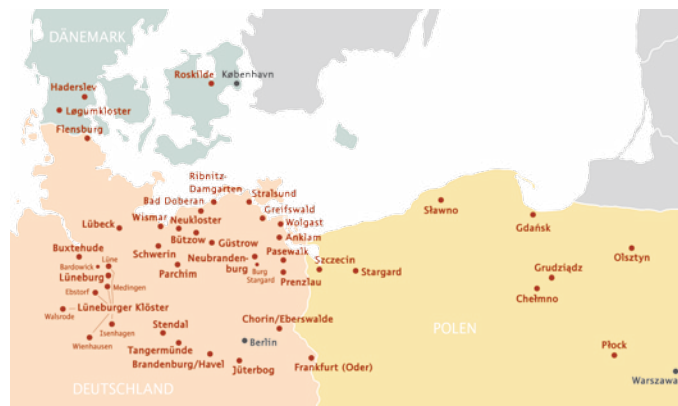 DÄNEMARK
Roskilde
København
Haderslev
Løgumkloster
Flensburg
Ribnitz-
Damgarten
Stralsund
Bad Doberan
Greifswald
Wismar
Neukloster
Wolgast
Lübeck
Bützow
Anklam
Güstrow
Buxtehude
Schwerin
Pasewalk
Lüne
Neubranden-
burg
Bardowick
Parchim
Burg
Stargard
Lüneburg
Prenzlau
Medingen
Ebstorf
Lüneburger Klöster
Walsrode
Isenhagen
Wienhausen
Stendal
Chorin/Eberswalde
Tangermünde
Berlin
Brandenburg/Havel
Jüterbog
Frankfurt (Oder)
DEUTSCHLAND
Sławno
Gdańsk
Szczecin
Stargard
Olsztyn
Grudziądz
Chełmno
POLEN
Płock
Warszawa